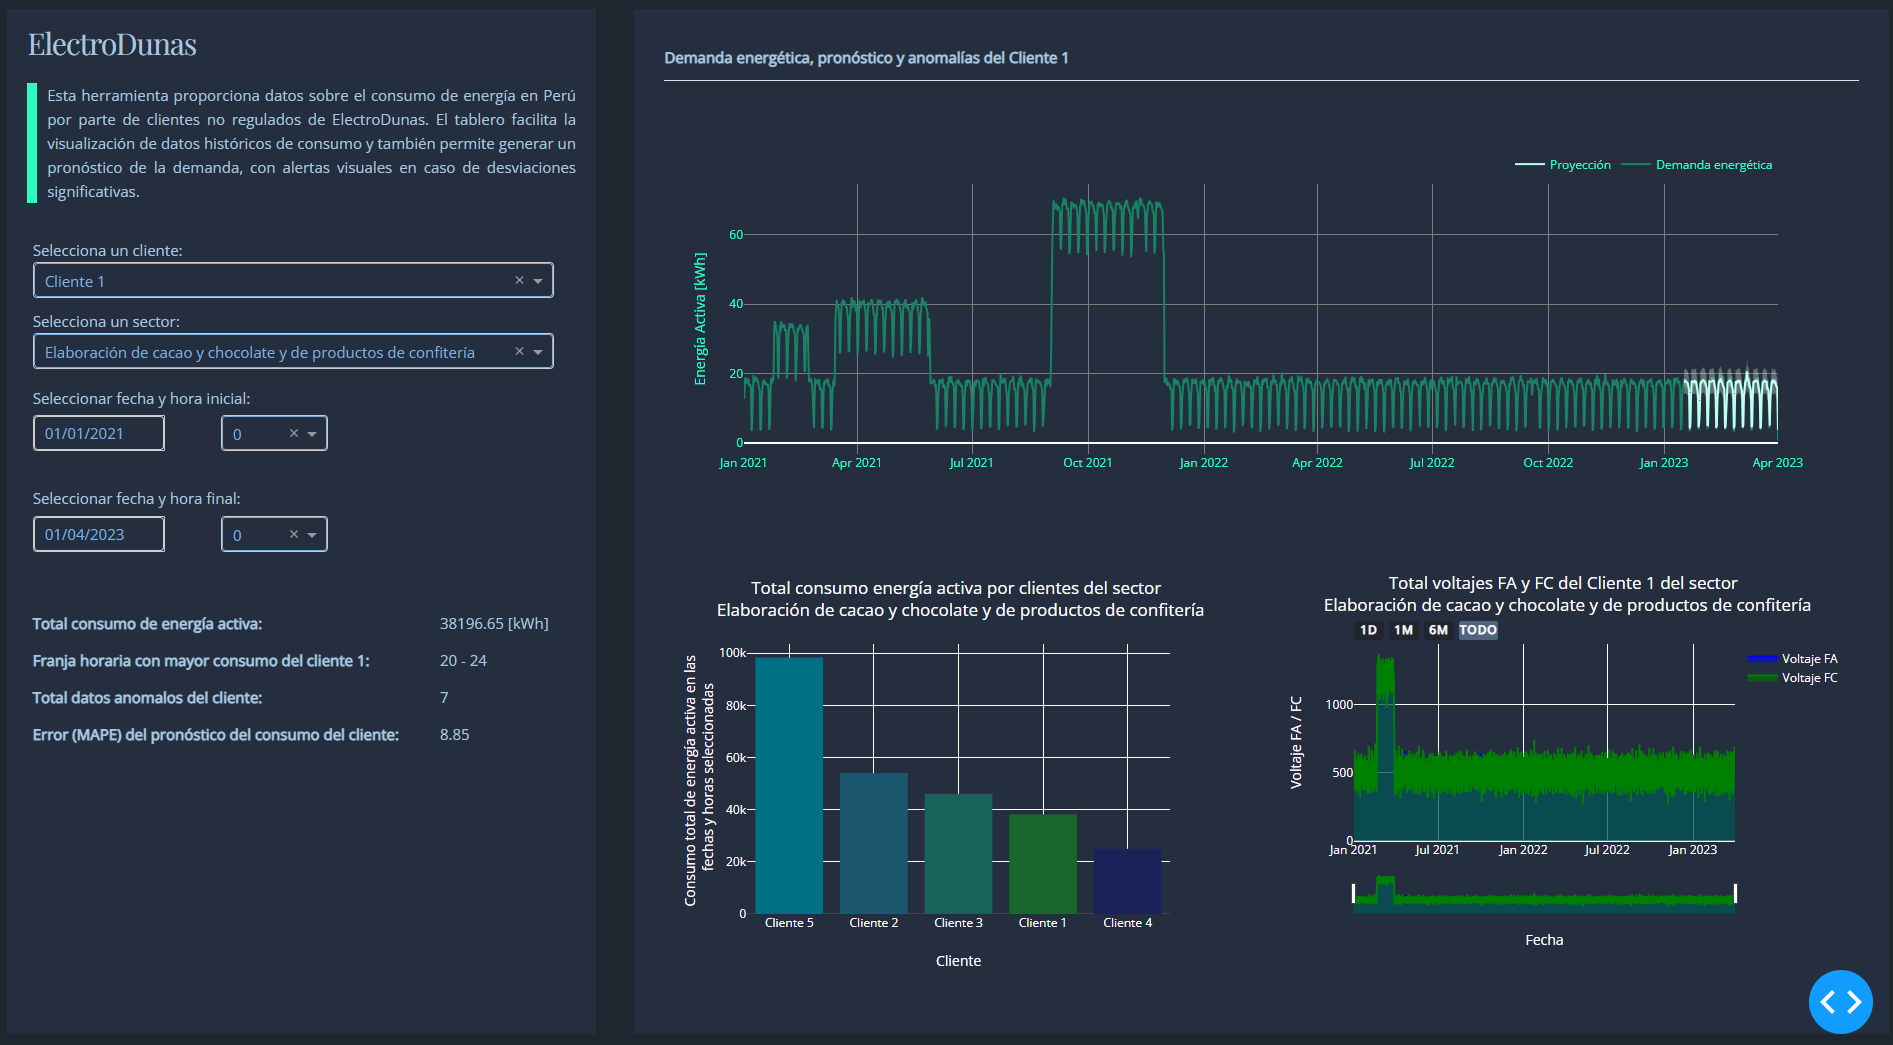 ElectroDunas
Esta herramienta proporciona datos sobre el consumo de energía en Perú
por parte de clientes no regulados de ElectroDunas. El tablero facilita la
visualización de datos históricos de consumo y también permite generar un
pronóstico de la demanda, con alertas visuales en caso de desviaciones
significativas.
Selecciona un cliente:
Cliente 1
Selecciona un sector:
Elaboración de cacao y chocolate y de productos de confitería
Seleccionar fecha y hora inicial:
01/01/2021
0
Seleccionar fecha y hora final:
01/04/2023
0
Total consumo de energía activa:
38196.65 [kWh]
Franja horaria con mayor consumo del cliente 1:
20 - 24
Total datos anomalos del cliente:
7
Error (MAPE) del pronóstico del consumo del cliente:
8.85
Demanda energética, pronóstico y anomalías del Cliente 1
Proyección
Demanda energética
Energía Activa [kWh]
60
40
20
0
Jan 2021
Apr 2021
Jul 2021
Oct 2021
Jan 2022
Apr 2022
Jul 2022
Oct 2022
Jan 2023
Apr 2023
Total consumo energía activa por clientes del sector
Elaboración de cacao y chocolate y de productos de confitería
Consumo total de energía activa en las
fechas y horas seleccionadas
100k
80k
60k
40k
20k
0
Cliente 5
Cliente 2
Cliente 3
Cliente 1
Cliente 4
Cliente
Total voltajes FA y FC del Cliente 1 del sector
Elaboración de cacao y chocolate y de productos de confitería
1D
1M
6M
TODO
Voltaje FA
Voltaje FC
Voltaje FA / FC
1000
500
0
Jan 2021
Jul 2021
Jan 2022
Jul 2022
Jan 2023
Fecha